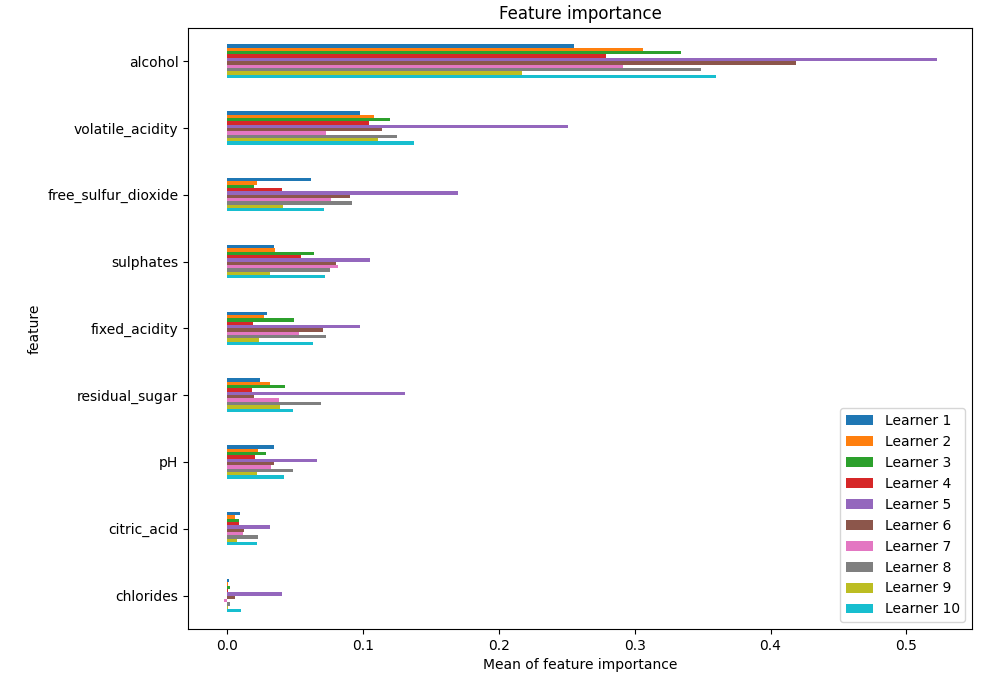 Feature importance
alcohol
volatile_acidity
free_sulfur_dioxide
sulphates
fixed_acidity
residual_sugar
pH
citric_acid
chlorides
feature
Learner 1
Learner 2
Learner 3
Learner 4
Learner 5
Learner 6
Learner 7
Learner 8
Learner 9
Learner 10
0.0 0.1 0.2 0.3 0.4 0.5
Mean of feature importance